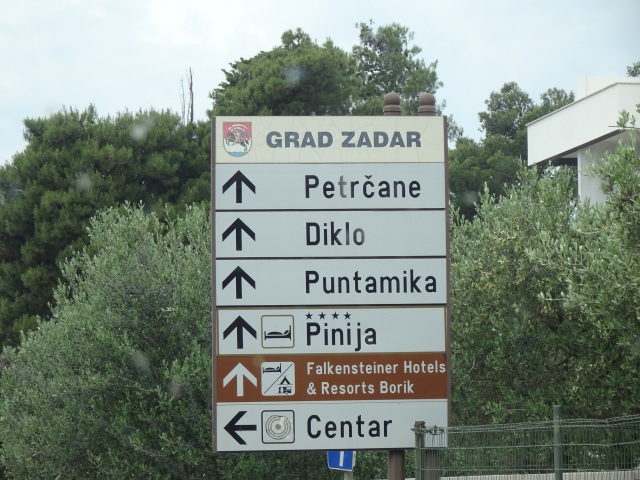 GRAD ZADAR
Petrčane
Diklo
Puntamika
Pinija
Falkensteiner Hotels
& Resorts Borik
Centar